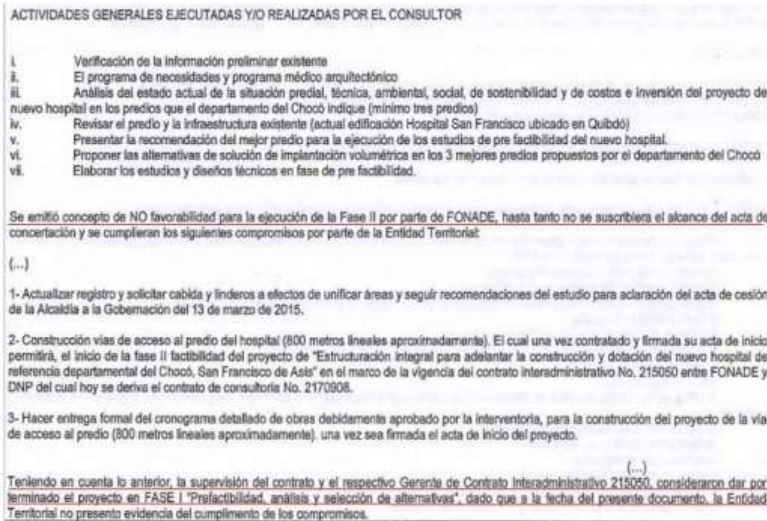 ACTIVIDADES GENERALES EJECUTADAS Y/O REALIZADAS POR EL CONSULTOR
i. Verificación de la información preliminar existente
ii. El programa de necesidades y programa médico arquitectónico
iii. Análisis del estado actual de la situación predial, técnica, ambiental, social, de sostenibilidad y de costos e inversión del proyecto de
nuevo hospital en los predios que el departamento del Chocó indique (mínimo tres predios)
iv. Revisar el predio y la infraestructura existente (actual edificación Hospital San Francisco ubicado en Quibdó)
v. Presentar la recomendación del mejor predio para la ejecución de los estudios de pre factibilidad del nuevo hospital.
vi. Proponer las alternativas de solución de implantación volumétrica en los 3 mejores predios propuestos por el departamento del Chocó
vii. Elaborar los estudios y diseños técnicos en fase de pre factibilidad.
Se emitió concepto de NO favorabilidad para la ejecución de la Fase II por parte de FONADE, hasta tanto no se suscribiera el alcance del acta de
concertación y se cumplieran los siguientes compromisos por parte de la Entidad Territorial:
(...)
1- Actualizar registro y solicitar cabida y linderos a efectos de unificar áreas y seguir recomendaciones del estudio para aclaración del acta de cesión
de la Alcaldía a la Gobernación del 13 de marzo de 2015.
2- Construcción vías de acceso al predio del hospital (800 metros lineales aproximadamente). El cual una vez contratado y firmada su acta de inicio
permitirá, el inicio de la fase II factibilidad del proyecto de "Estructuración integral para adelantar la construcción y dotación del nuevo hospital de
referencia departamental del Chocó, San Francisco de Asís" en el marco de la vigencia del contrato interadministrativo No. 215050 entre FONADE y
DNP del cual hoy se deriva el contrato de consultoría No. 2170908.
3- Hacer entrega formal del cronograma detallado de obras debidamente aprobado por la interventoría, para la construcción del proyecto de la vía
de acceso al predio (800 metros lineales aproximadamente). una vez sea firmada el acta de inicio del proyecto.
(...)
Teniendo en cuenta lo anterior, la supervisión del contrato y el respectivo Gerente de Contrato Interadministrativo 215050, consideraron dar por
terminado el proyecto en FASE I "Prefactibilidad, análisis y selección de alternativas", dado que a la fecha del presente documento, la Entidad
Territorial no presento evidencia del cumplimento de los compromisos.